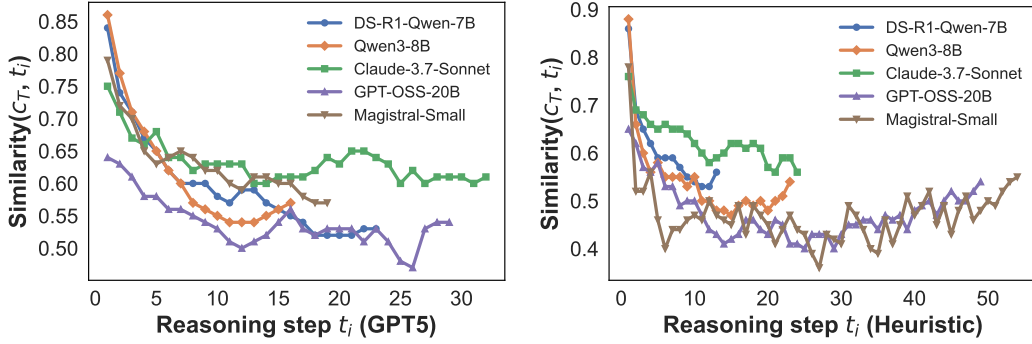 Similarity(c_T, t_i)
0.85
0.80
0.75
0.70
0.65
0.60
0.55
0.50
0 5 10 15 20 25 30
Reasoning step t_i (GPT5)
DS-R1-Qwen-7B
Qwen3-8B
Claude-3.7-Sonnet
GPT-OSS-20B
Magistral-Small
Similarity(c_T, t_i)
0.9
0.8
0.7
0.6
0.5
0.4
0 10 20 30 40 50
Reasoning step t_i (Heuristic)
DS-R1-Qwen-7B
Qwen3-8B
Claude-3.7-Sonnet
GPT-OSS-20B
Magistral-Small